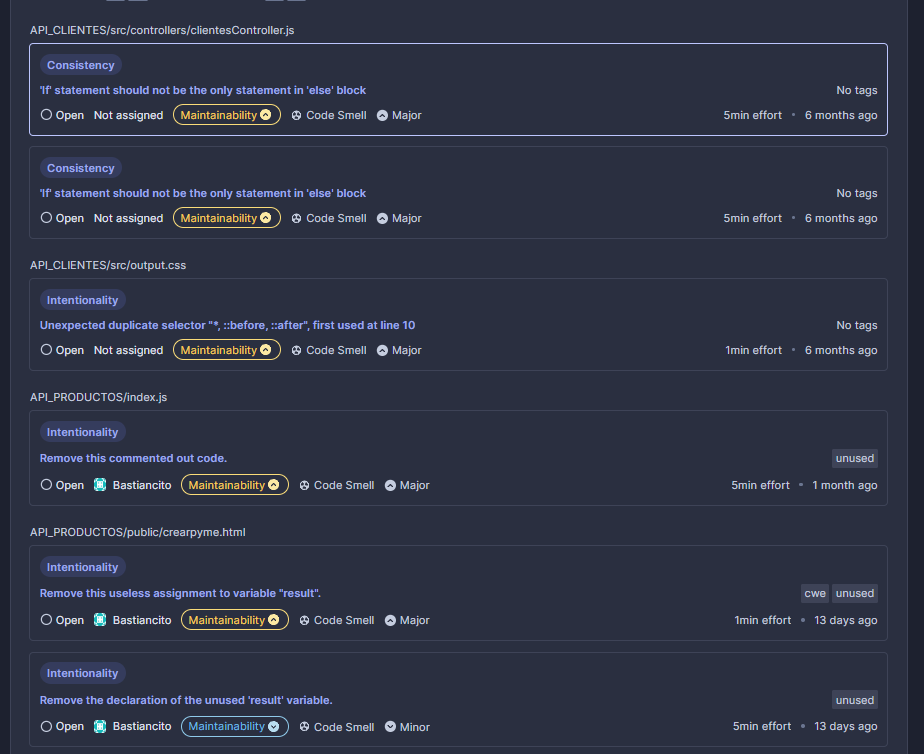 API_CLIENTES/src/controllers/clientesController.js
Consistency
'If' statement should not be the only statement in 'else' block No tags
Open Not assigned Maintainability Code Smell Major 5min effort • 6 months ago
Consistency
'If' statement should not be the only statement in 'else' block No tags
Open Not assigned Maintainability Code Smell Major 5min effort • 6 months ago
API_CLIENTES/src/output.css
Intentionality
Unexpected duplicate selector "*, ::before, ::after", first used at line 10 No tags
Open Not assigned Maintainability Code Smell Major 1min effort • 6 months ago
API_PRODUCTOS/index.js
Intentionality
Remove this commented out code. unused
Open Bastiancito Maintainability Code Smell Major 5min effort • 1 month ago
API_PRODUCTOS/public/crearpyme.html
Intentionality
Remove this useless assignment to variable "result". cwe unused
Open Bastiancito Maintainability Code Smell Major 1min effort • 13 days ago
Intentionality
Remove the declaration of the unused 'result' variable. unused
Open Bastiancito Maintainability Code Smell Minor 5min effort • 13 days ago